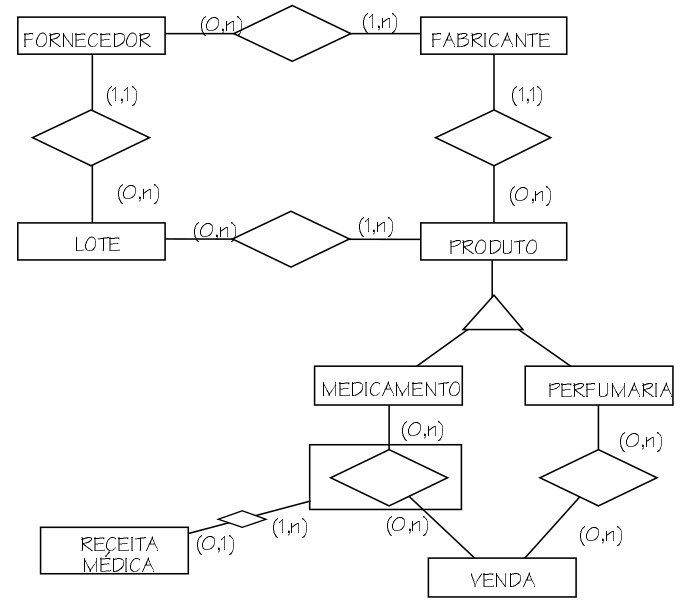 FORNECEDOR (0,n) (1,n) FABRICANTE
(1,1) (1,1)
(0,n) (0,n)
LOTE (0,n) (1,n) PRODUTO
MEDICAMENTO PERFUMARIA
(0,n) (0,n)
(1,n) (0,n) (0,n)
(0,1)
RECEITA
MÉDICA
VENDA